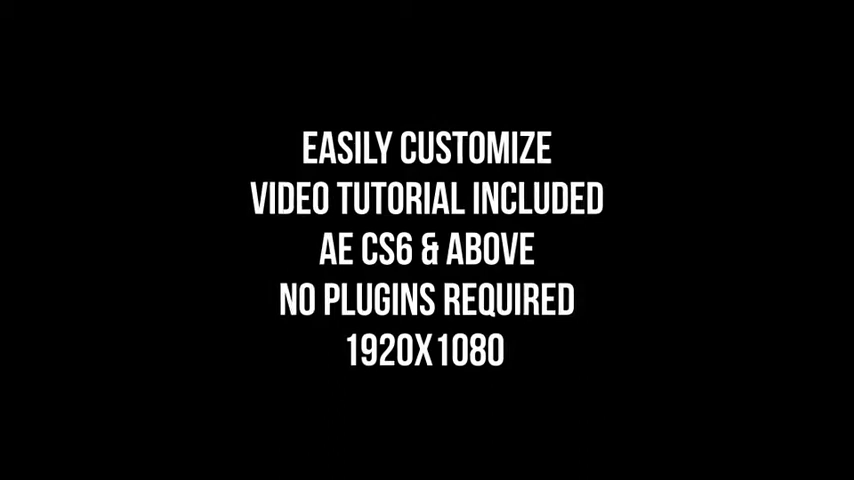 EASILY CUSTOMIZE
VIDEO TUTORIAL INCLUDED
AE CS6 & ABOVE
NO PLUGINS REQUIRED
1920X1080